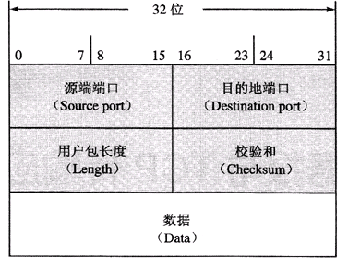 32 位
0 7 8 15 16 23 24 31
源端端口 目的地端口
(Source port) (Destination port)
用户包长度 校验和
(Length) (Checksum)
数据
(Data)